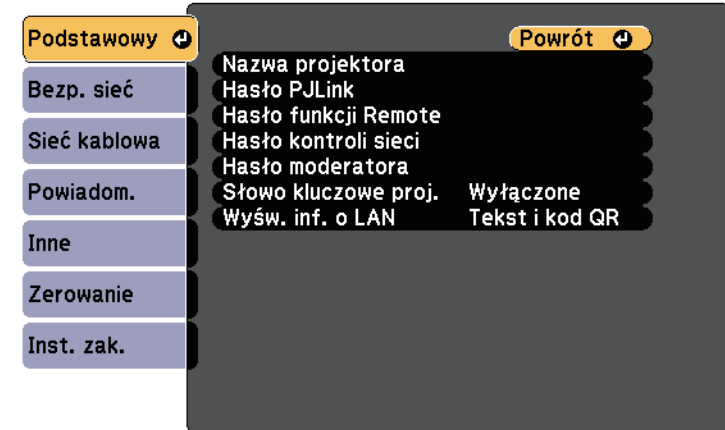 Podstawowy
Bezp. sieć
Sieć kablowa
Powiadom.
Inne
Zerowanie
Inst. zak.
Powrót
Nazwa projektora
Hasło PJLink
Hasło funkcji Remote
Hasło kontroli sieci
Hasło moderatora
Słowo kluczowe proj. Wyłączone
Wyśw. inf. o LAN Tekst i kod QR